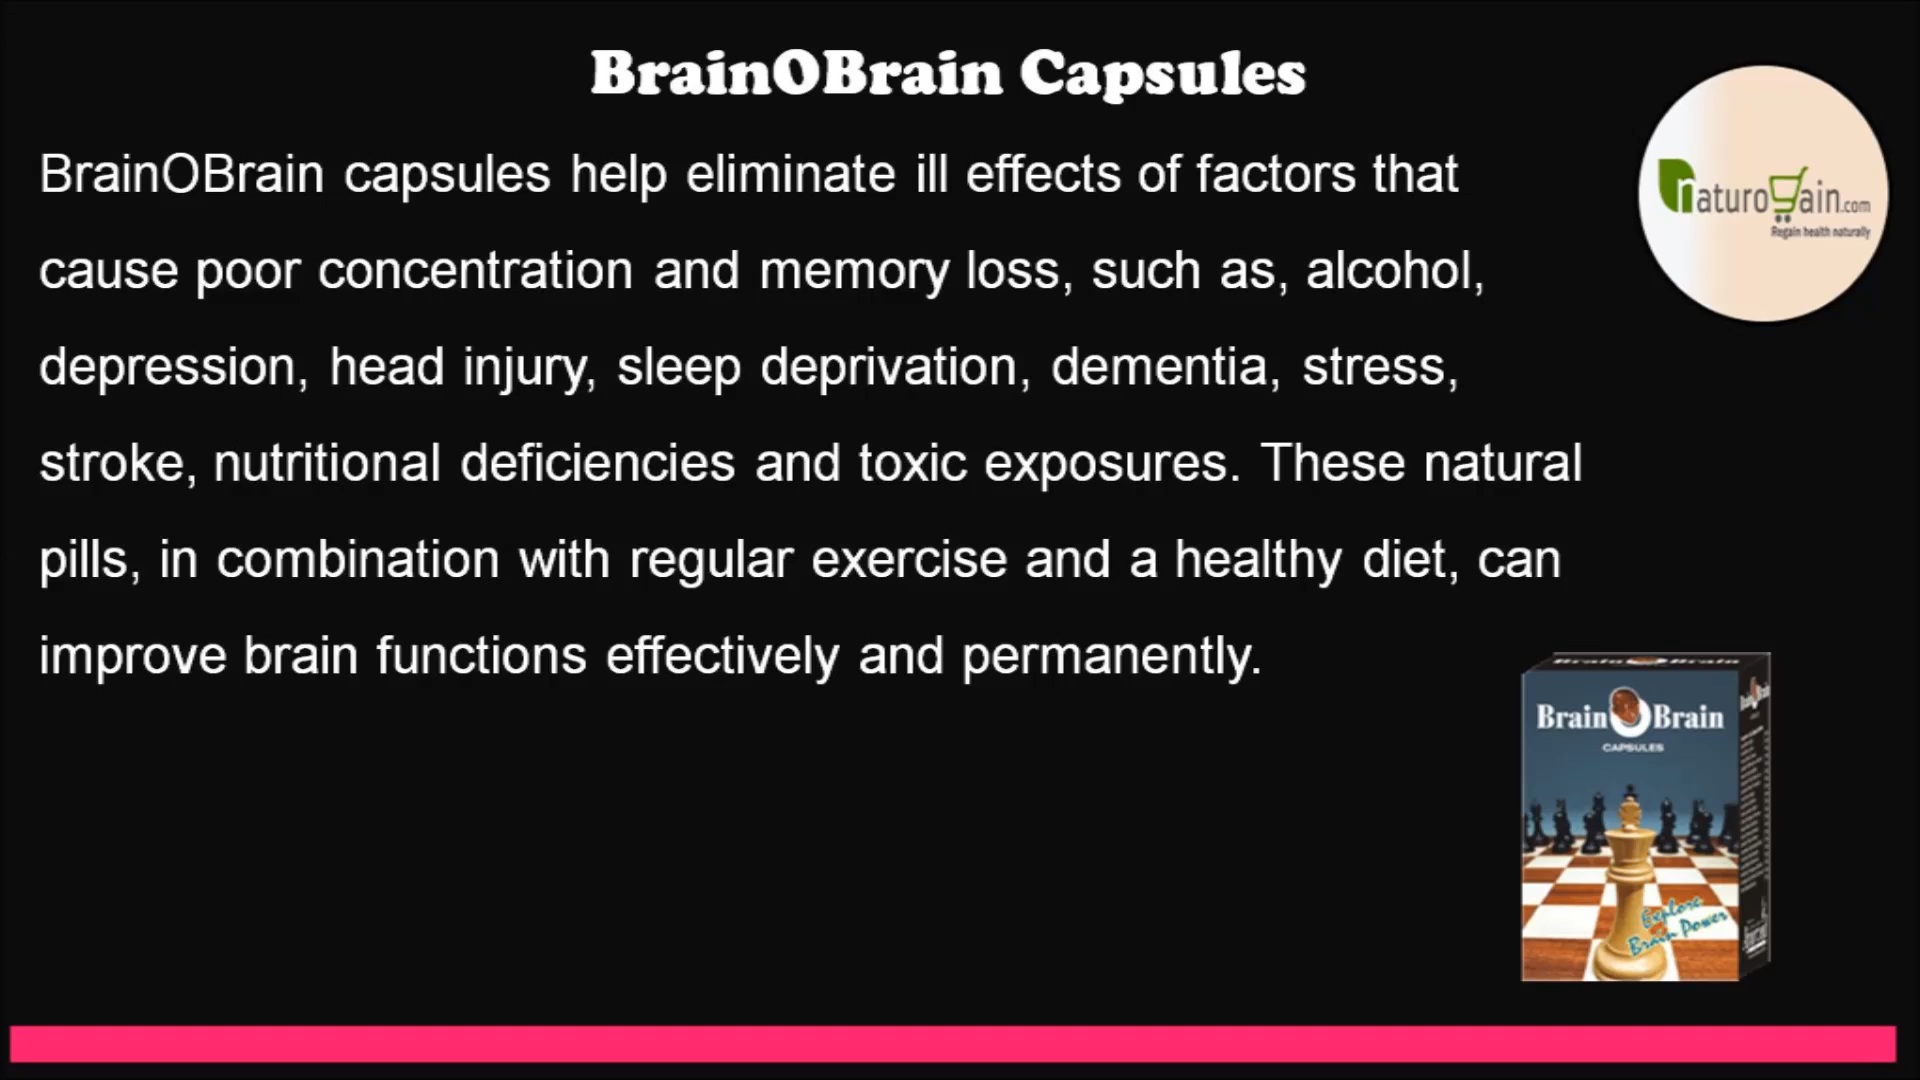 BrainOBrain Capsules
BrainOBrain capsules help eliminate ill effects of factors that
cause poor concentration and memory loss, such as, alcohol,
depression, head injury, sleep deprivation, dementia, stress,
stroke, nutritional deficiencies and toxic exposures. These natural
pills, in combination with regular exercise and a healthy diet, can
improve brain functions effectively and permanently.
naturogain.com
Regain health naturally
Brain O Brain
Brain O Brain
CAPSULES
Explore
Brain Power